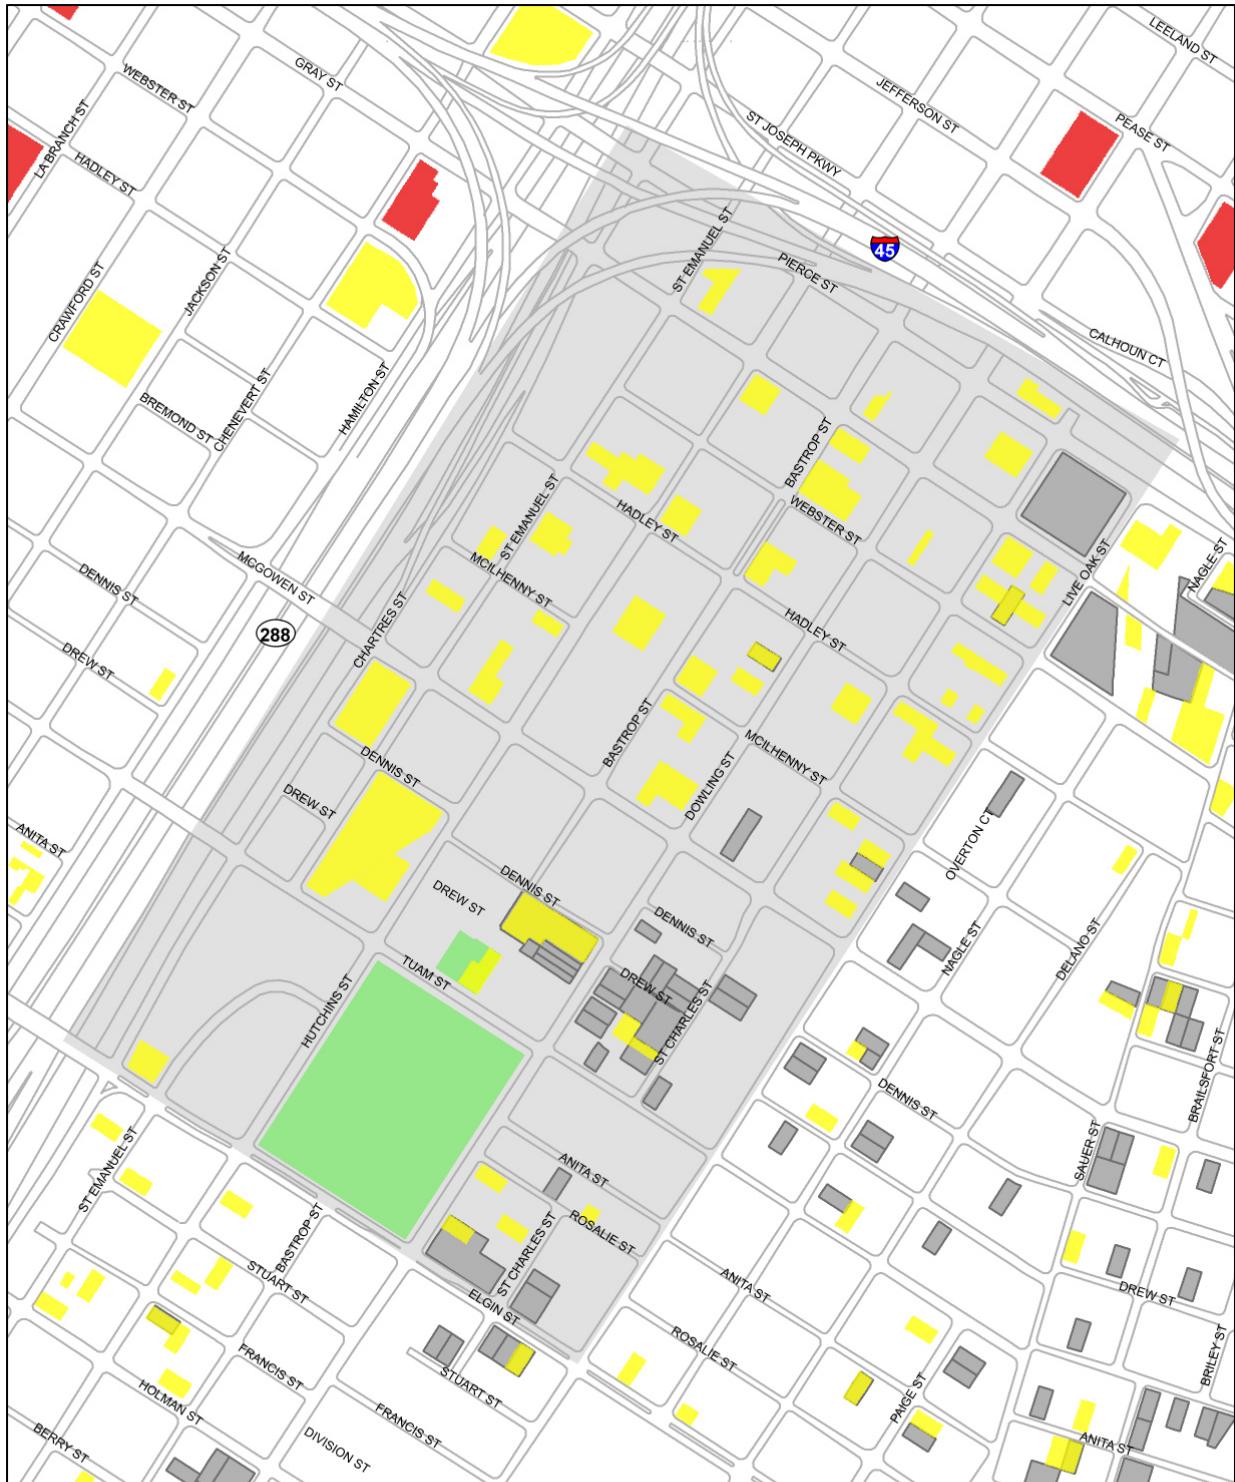 LEELAND ST
GRAY ST
WEBSTER ST
JEFFERSON ST
PEASE ST
LA BRANCH ST
ST JOSEPH PKWY
HADLEY ST
ST EMANUEL ST
45
PIERCE ST
JACKSON ST
CRAWFORD ST
CALHOUN CT
HAMILTON ST
CHENEVERT ST
BREMOND ST
BASTROP ST
WEBSTER ST
ST EMANUEL ST
HADLEY ST
LIVE OAK ST
NAGLE ST
MCGOWEN ST
MCILHENNY ST
DENNIS ST
HADLEY ST
CHARTRES ST
288
DREW ST
BASTROP ST
MCILHENNY ST
DENNIS ST
DOWLING ST
DREW ST
ANITA ST
OVERTON CT
DENNIS ST
DREW ST
DENNIS ST
NAGLE ST
DELANO ST
TUAM ST
DREW ST
HUTCHINS ST
ST CHARLES ST
BRAILSFORT ST
DENNIS ST
SAUER ST
ST EMANUEL ST
ANITA ST
BASTROP ST
ROSALIE ST
ST CHARLES ST
STUART ST
ANITA ST
DREW ST
ELGIN ST
ROSALIE ST
BRILEY ST
FRANCIS ST
STUART ST
PAIGE ST
HOLMAN ST
FRANCIS ST
BERRY ST
DIVISION ST
ANITA ST